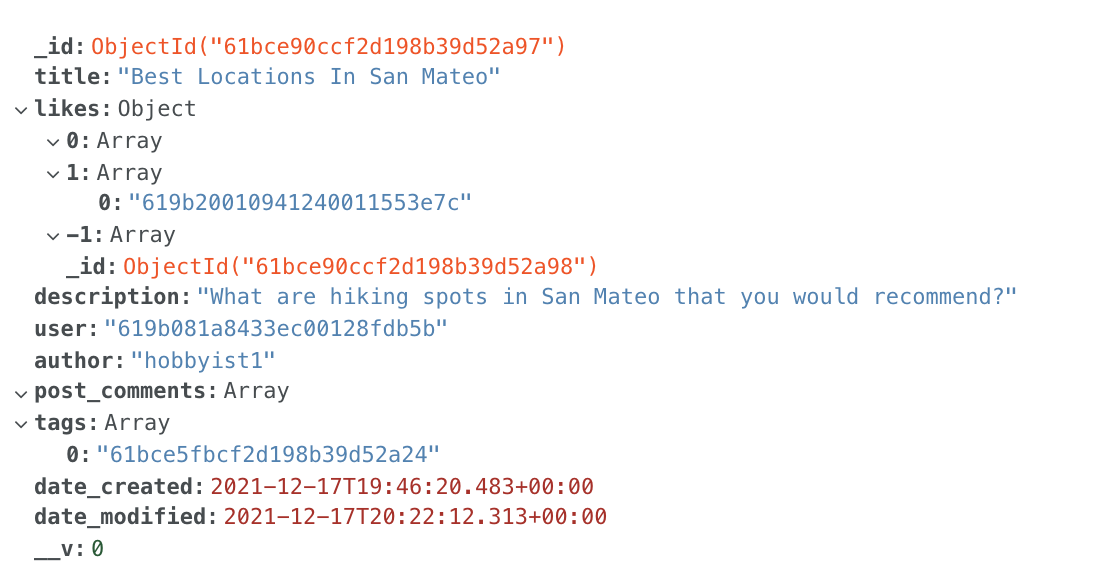 _id: ObjectId("61bce90ccf2d198b39d52a97")
title: "Best Locations In San Mateo"
likes: Object
0: Array
1: Array
0: "619b20010941240011553e7c"
-1: Array
_id: ObjectId("61bce90ccf2d198b39d52a98")
description: "What are hiking spots in San Mateo that you would recommend?"
user: "619b081a8433ec00128fdb5b"
author: "hobbyist1"
post_comments: Array
tags: Array
0: "61bce5fbcf2d198b39d52a24"
date_created: 2021-12-17T19:46:20.483+00:00
date_modified: 2021-12-17T20:22:12.313+00:00
__v: 0